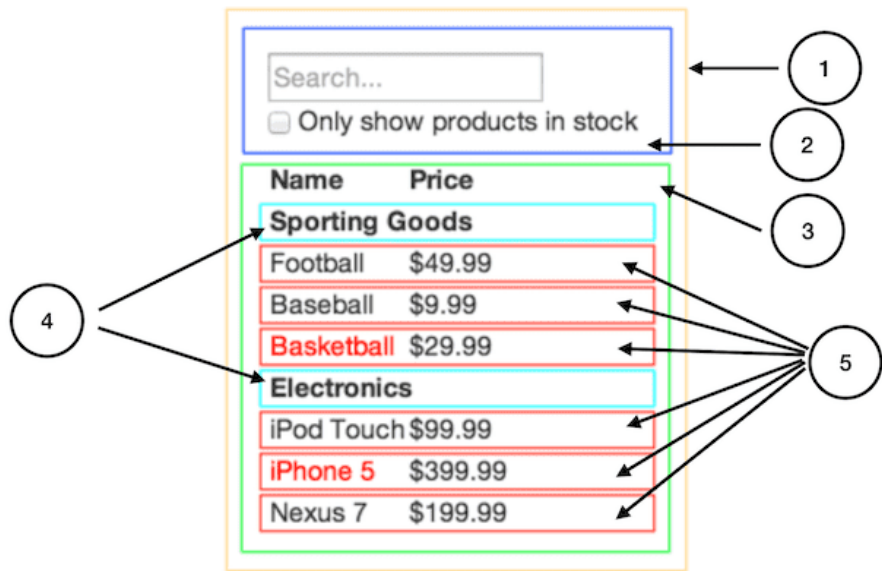 Search...
Only show products in stock
Name Price
Sporting Goods
Football $49.99
Baseball $9.99
Basketball $29.99
Electronics
iPod Touch $99.99
iPhone 5 $399.99
Nexus 7 $199.99
1
2
3
4
5